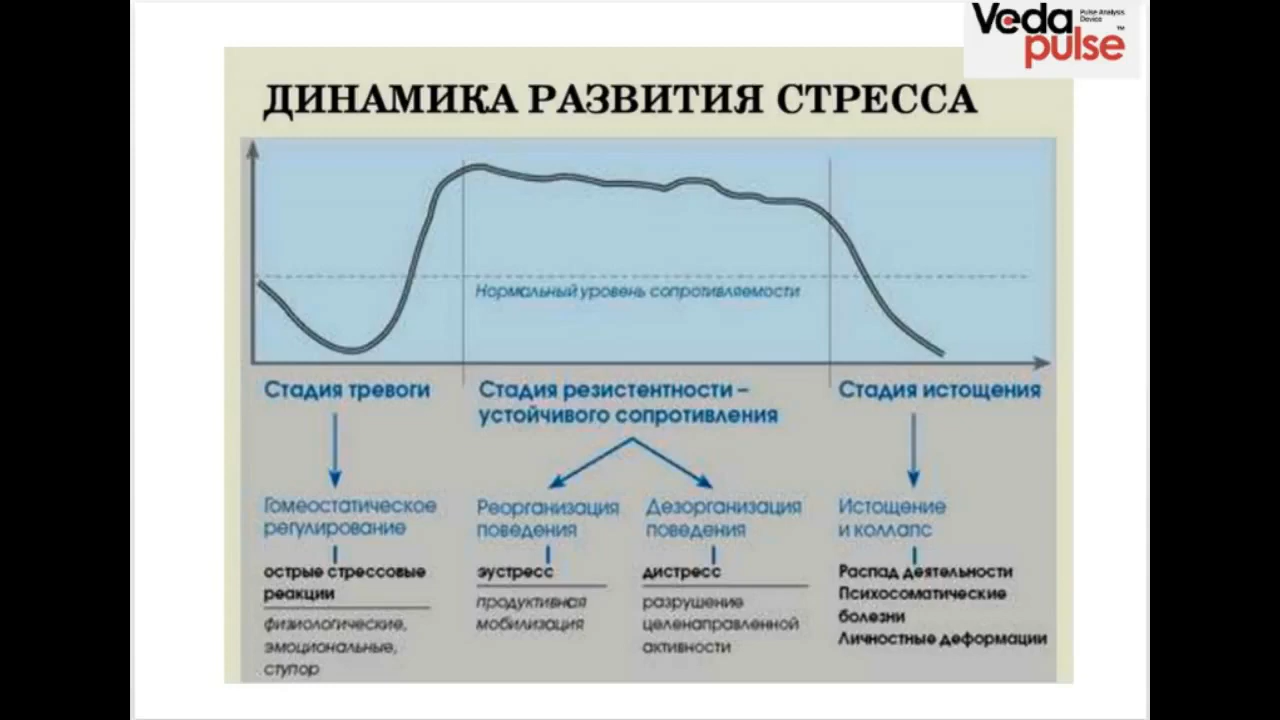 Veda
pulse™
Pulse Analysis
Device
ДИНАМИКА РАЗВИТИЯ СТРЕССА
Нормальный уровень сопротивляемости
Стадия тревоги
Стадия резистентности –
устойчивого сопротивления
Стадия истощения
Гомеостатическое
регулирование
Реорганизация
поведения
Дезорганизация
поведения
Истощение
и коллапс
острые стрессовые
реакции
физиологические,
эмоциональные,
ступор
эустресс
продуктивная
мобилизация
дистресс
разрушение
целенаправленной
активности
Распад деятельности
Психосоматические
болезни
Личностные деформации